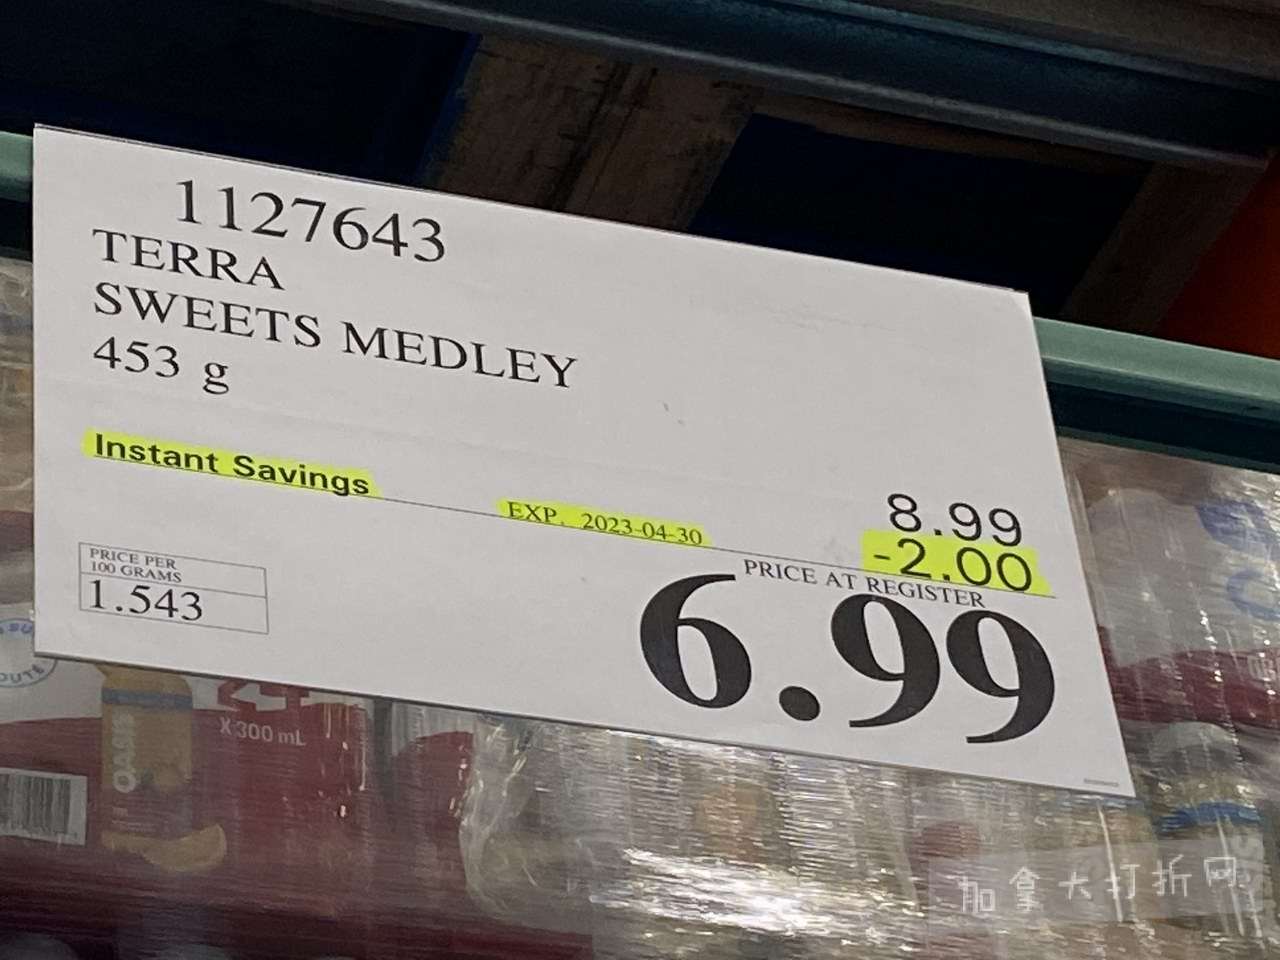 1127643
TERRA
SWEETS MEDLEY
453 g
Instant Savings
EXP. 2023-04-30
8.99
-2.00
PRICE AT REGISTER
6.99
PRICE PER
100 GRAMS
1.543
X 300 mL
OASIS
加拿大打折网